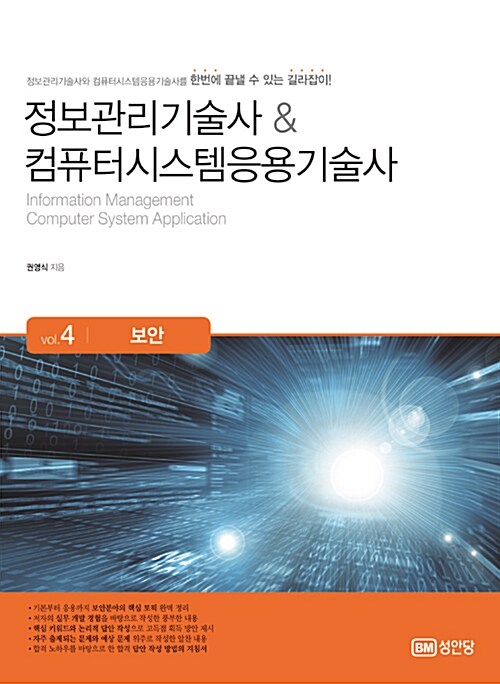 정보관리기술사와 컴퓨터시스템응용기술사를 한번에 끝낼 수 있는 길라잡이!
정보관리기술사 &
컴퓨터시스템응용기술사
Information Management
Computer System Application
권영식 지음
vol.4 보안
• 기본부터 응용까지 보안분야의 핵심 토픽 완벽 정리
• 저자의 실무 개발 경험을 바탕으로 작성한 풍부한 내용
• 핵심 키워드와 논리적 답안 작성으로 고득점 획득 방안 제시
• 자주 출제되는 문제와 예상 문제 위주로 작성한 알찬 내용
• 합격 노하우를 바탕으로 한 합격 답안 작성 방법의 지침서
BM 성안당